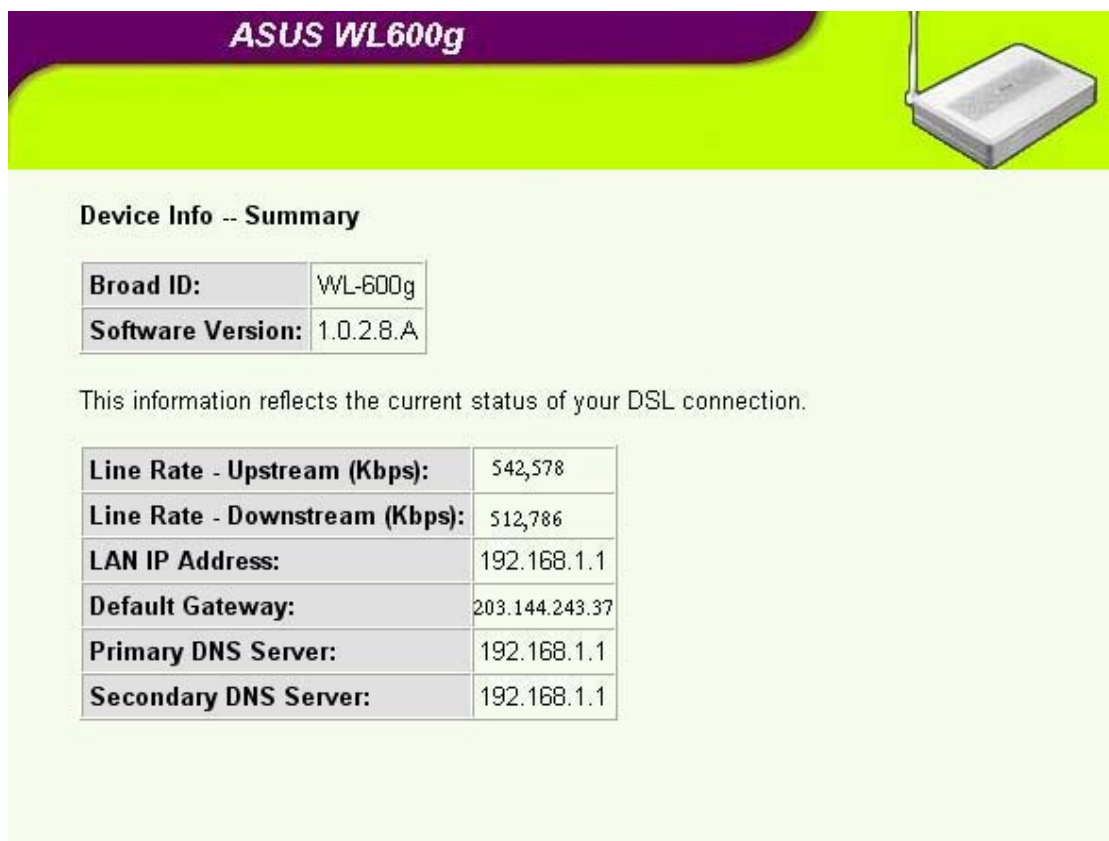 ASUS WL600g
Device Info -- Summary
Broad ID: WL-600g
Software Version: 1.0.2.8.A
This information reflects the current status of your DSL connection.
Line Rate - Upstream (Kbps): 542,578
Line Rate - Downstream (Kbps): 512,786
LAN IP Address: 192.168.1.1
Default Gateway: 203.144.243.37
Primary DNS Server: 192.168.1.1
Secondary DNS Server: 192.168.1.1